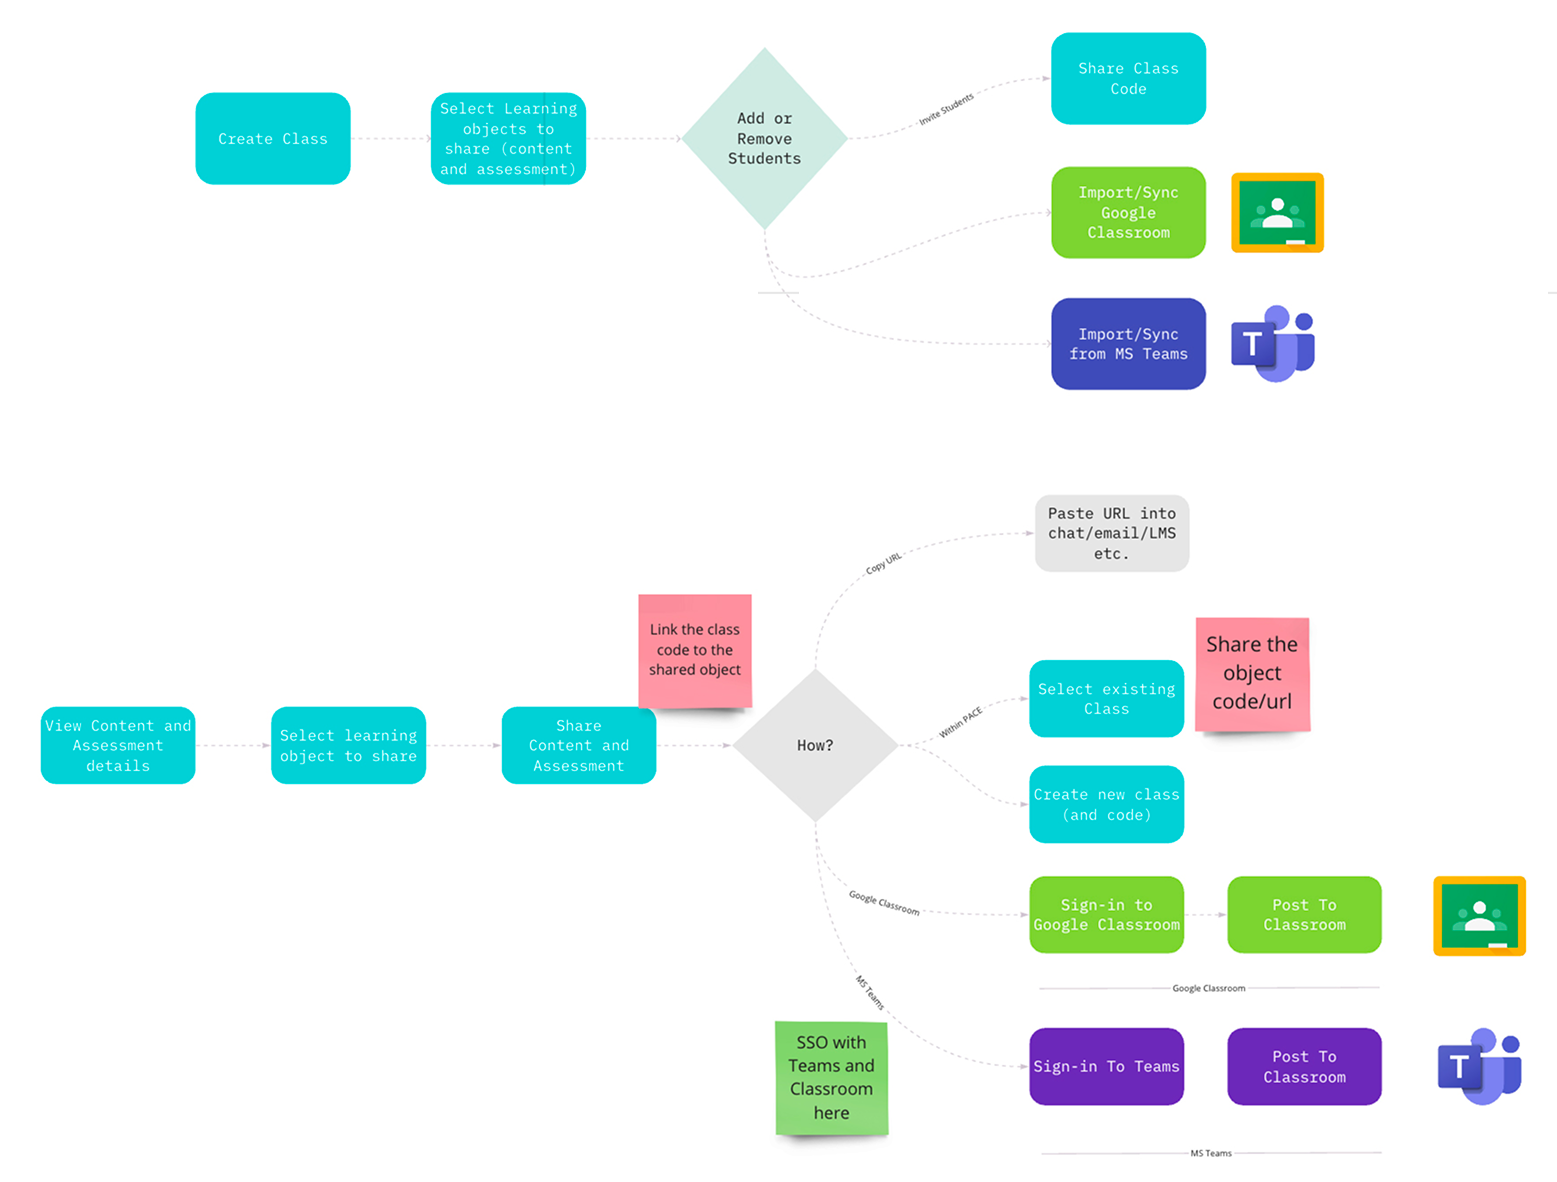 Create Class
Select Learning
objects to
share (content
and assessment)
Add or
Remove
Students
Invite Students
Share Class
Code
Import/Sync
Google
Classroom
Import/Sync
from MS Teams
T
Paste URL into
chat/email/LMS
etc.
Copy URL
Link the class
code to the
shared object
Share the
object
code/url
View Content and
Assessment
details
Select learning
object to share
Share
Content and
Assessment
How?
Within PACE
Select existing
Class
Create new class
(and code)
Google Classroom
Sign-in to
Google Classroom
Post To
Classroom
Google Classroom
MS Teams
SSO with
Teams and
Classroom
here
Sign-in To Teams
Post To
Classroom
T
MS Teams